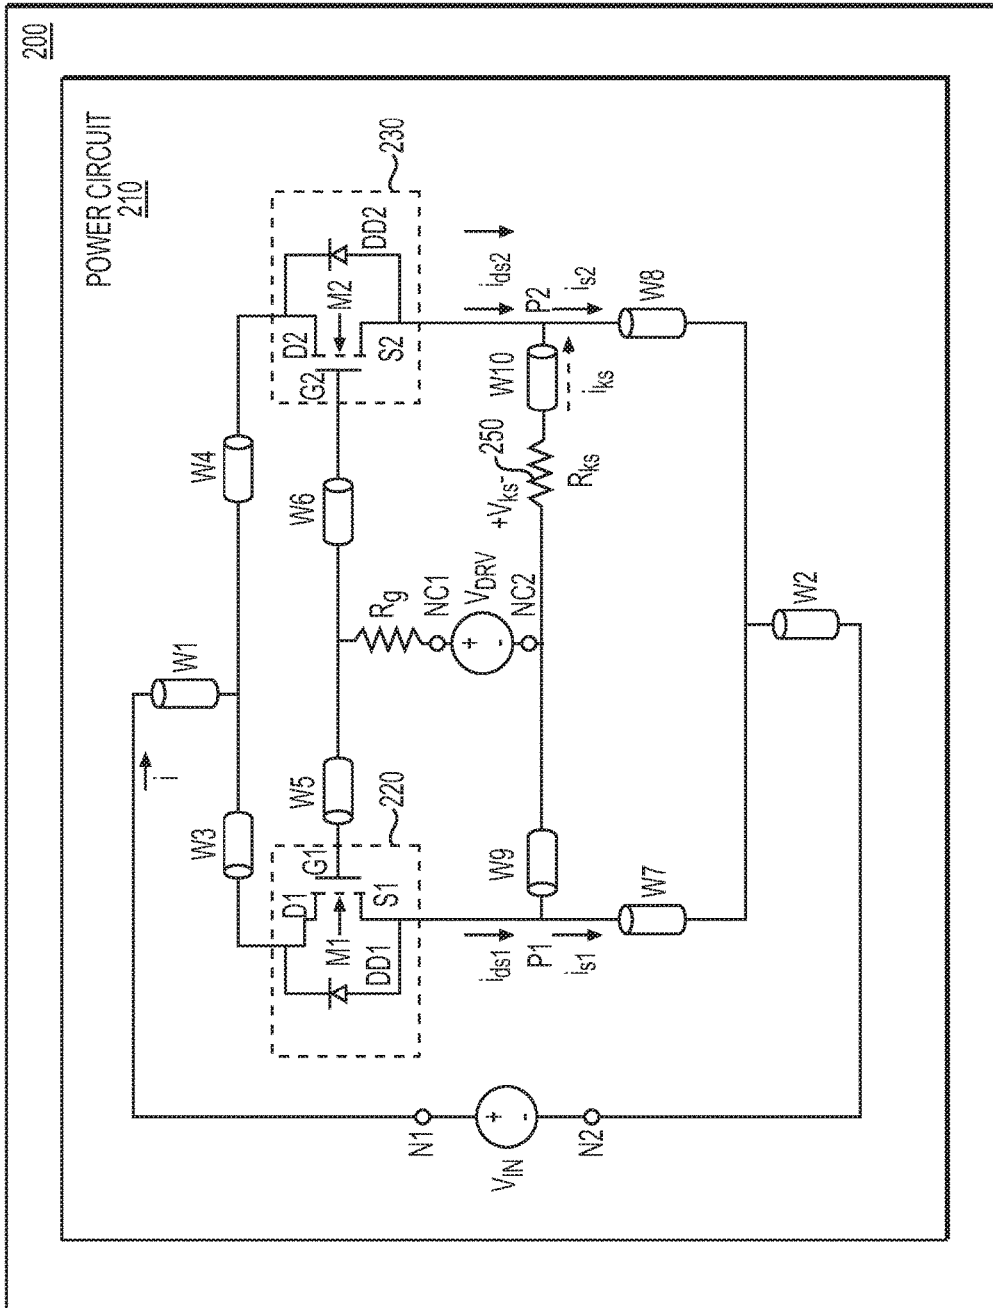 200
POWER CIRCUIT
210
i
W1
W3
W4
220
230
D1
G1
M1
S1
DD1
D2
G2
M2
S2
DD2
W5
W6
Rg
NC1
VDRV
+
-
NC2
N1
VIN
+
-
N2
ids1
P1
is1
W9
W7
+Vks-
250
Rks
W10
iks
ids2
P2
is2
W8
W2